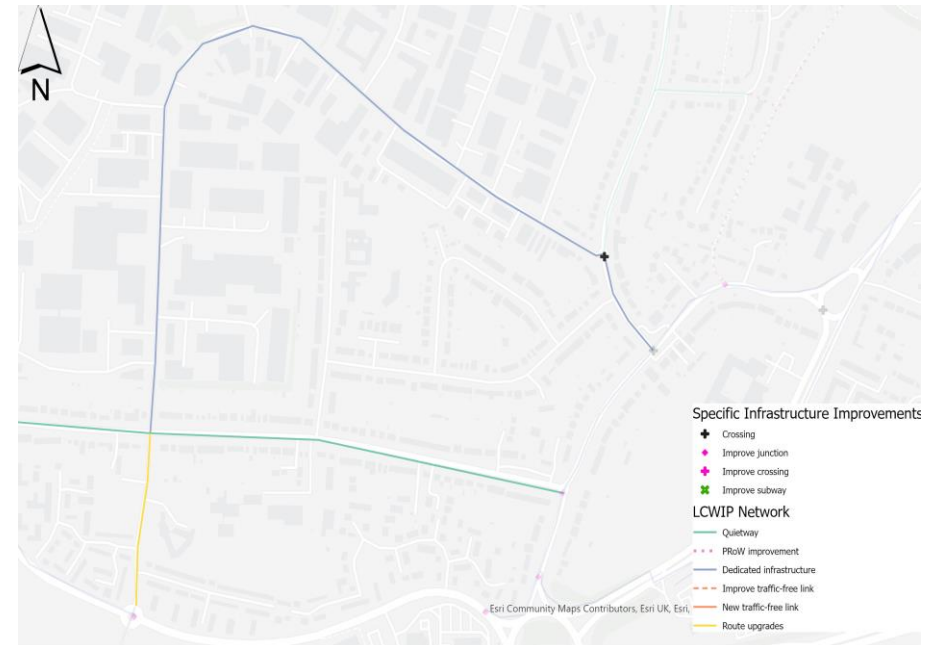 N
Specific Infrastructure Improvements
Crossing
Improve junction
Improve crossing
Improve subway
LCWIP Network
Quietway
PRoW improvement
Dedicated infrastructure
Improve traffic-free link
New traffic-free link
Route upgrades
Esri Community Maps Contributors, Esri UK, Esri,